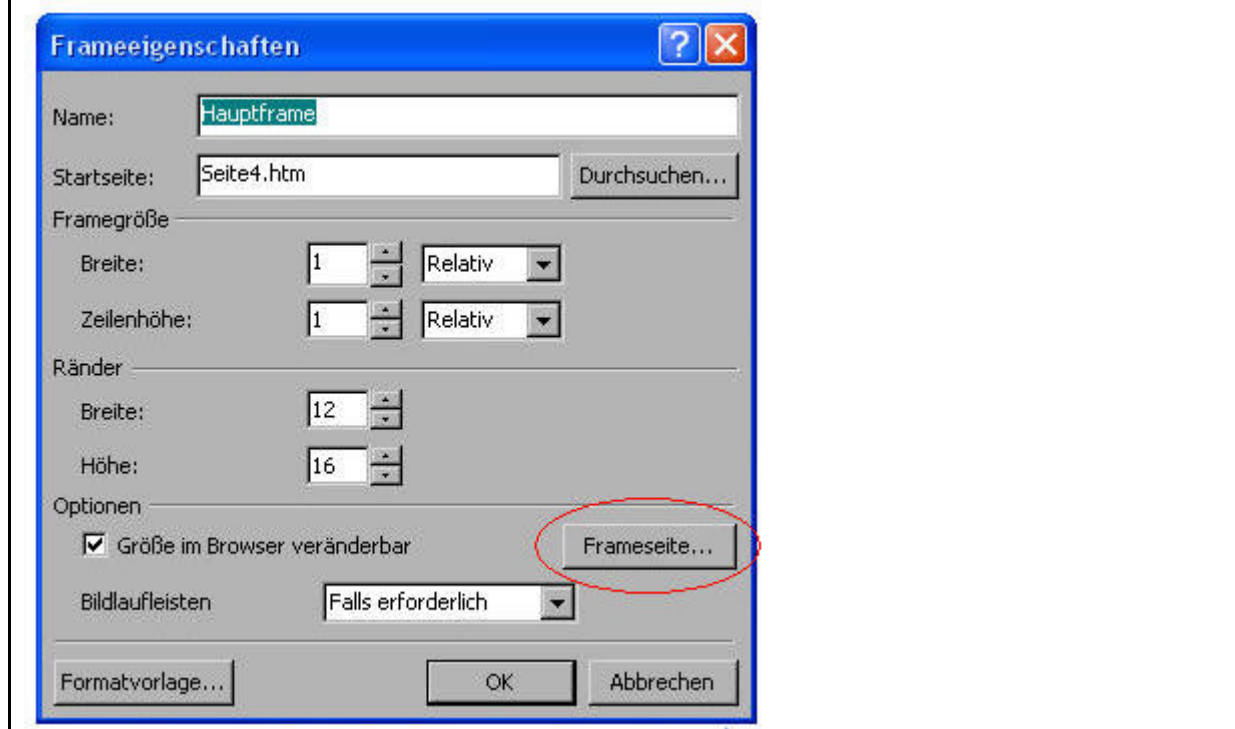 Frameeigenschaften
Name: Hauptframe
Startseite: Seite4.htm Durchsuchen...
Framegröße
Breite: 1 Relativ
Zeilenhöhe: 1 Relativ
Ränder
Breite: 12
Höhe: 16
Optionen
Größe im Browser veränderbar Frameseite...
Bildlaufleisten Falls erforderlich
Formatvorlage... OK Abbrechen